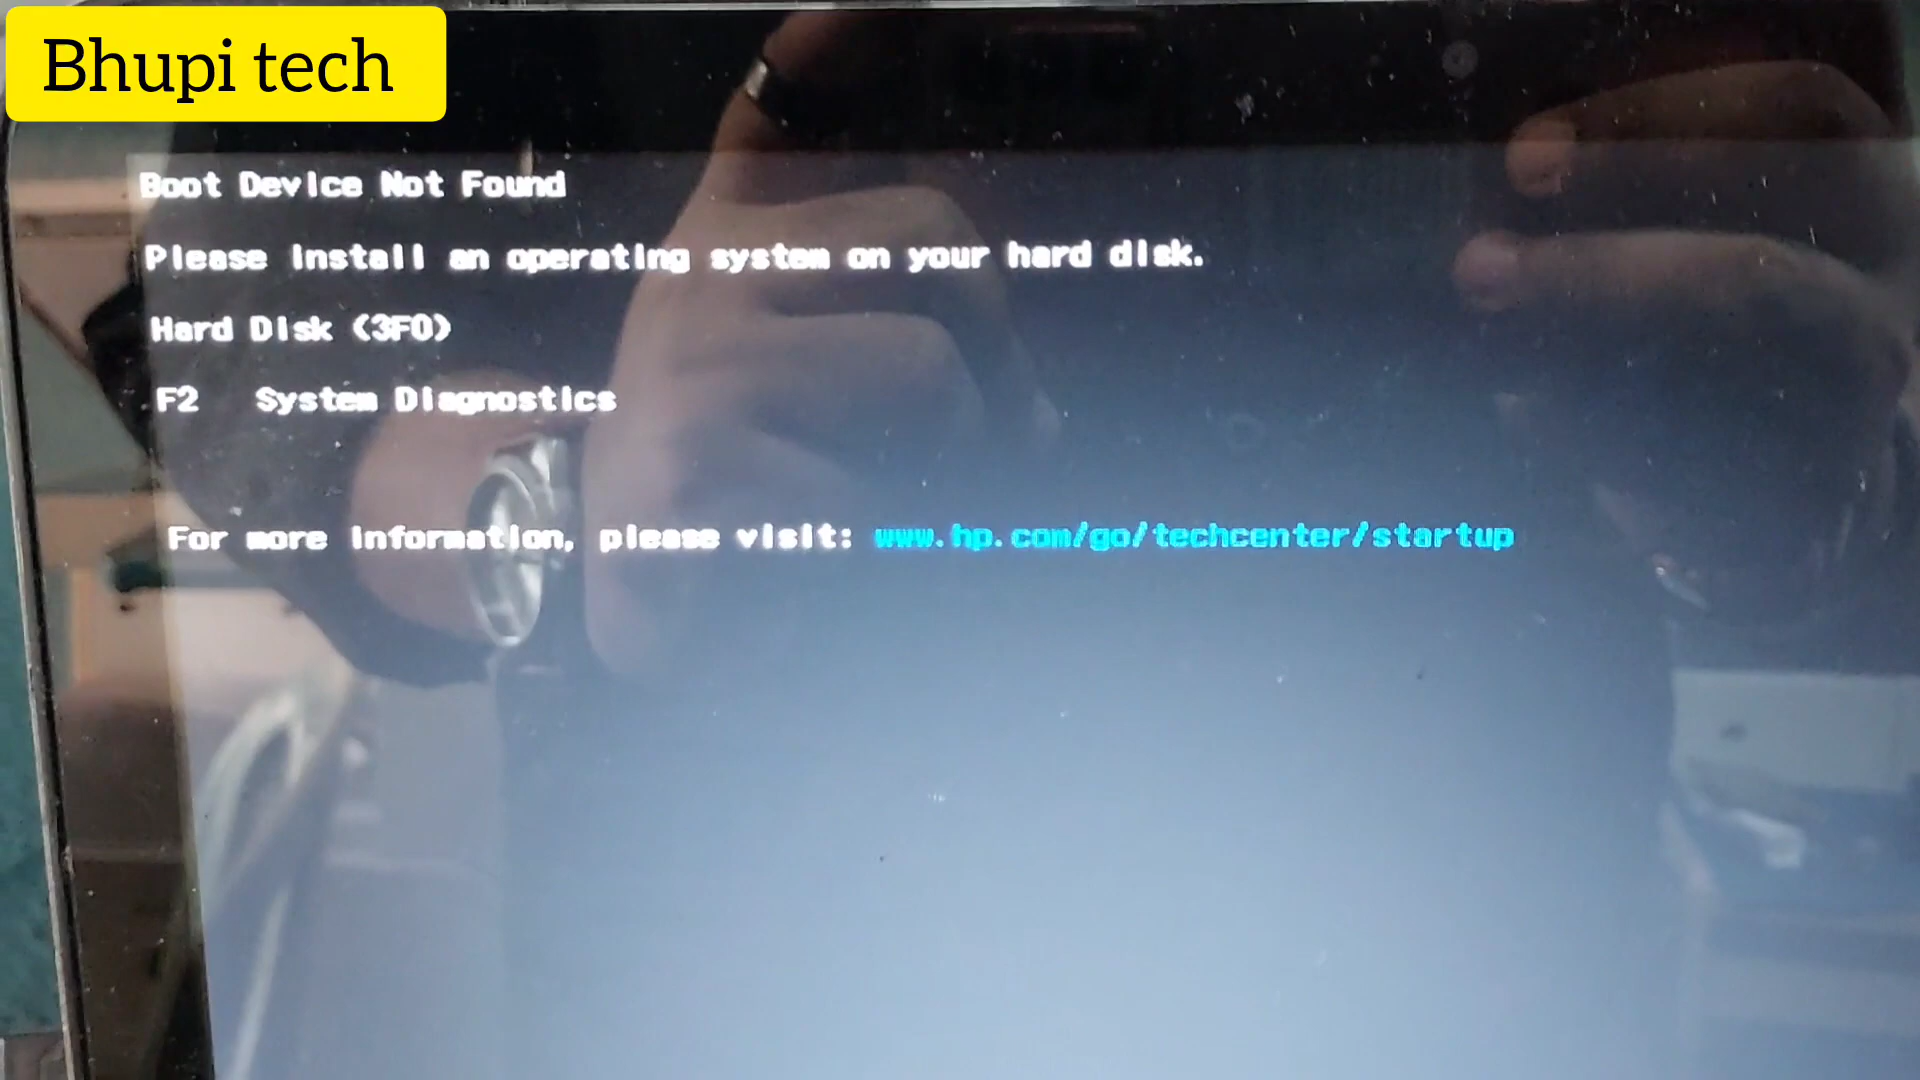 Bhupi tech
Boot Device Not Found
Please install an operating system on your hard disk.
Hard Disk (3F0)
F2 System Diagnostics
For more information, please visit: www.hp.com/go/techcenter/startup